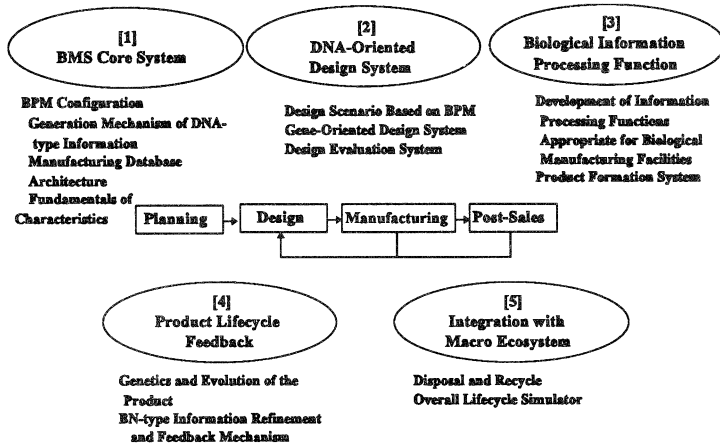 [1]
BMS Core System
[2]
DNA-Oriented
Design System
[3]
Biological Information
Processing Function
BPM Configuration
Generation Mechanism of DNA-
type Information
Manufacturing Database
Architecture
Fundamentals of
Characteristics
Design Scenario Based on BPM
Gene-Oriented Design System
Design Evaluation System
Development of Information
Processing Functions
Appropriate for Biological
Manufacturing Facilities
Product Formation System
Planning
Design
Manufacturing
Post-Sales
[4]
Product Lifecycle
Feedback
[5]
Integration with
Macro Ecosystem
Genetics and Evolution of the
Product
BN-type Information Refinement
and Feedback Mechanism
Disposal and Recycle
Overall Lifecycle Simulator